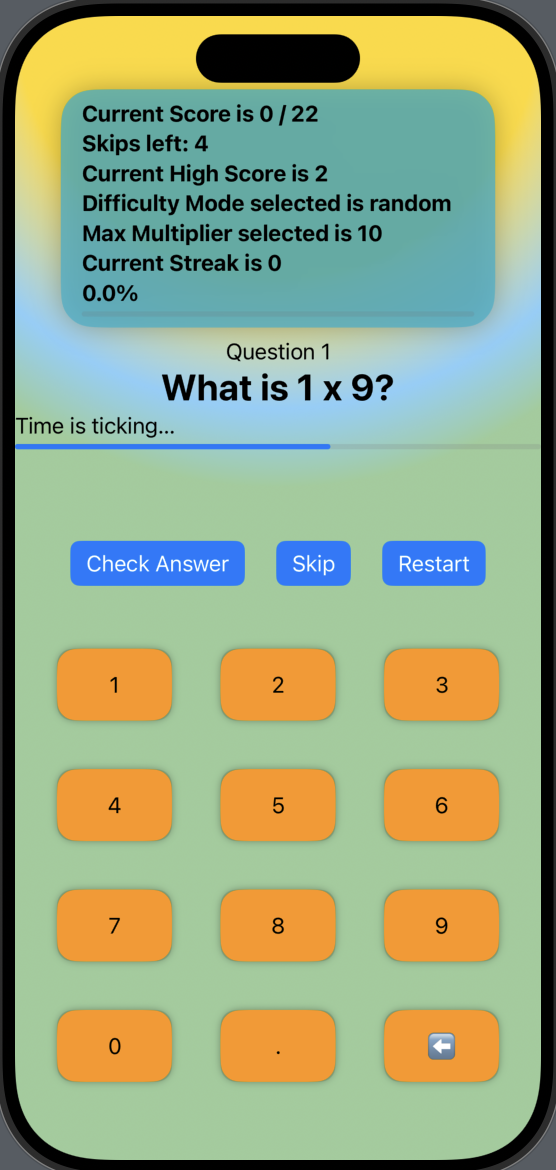 Current Score is 0 / 22
Skips left: 4
Current High Score is 2
Difficulty Mode selected is random
Max Multiplier selected is 10
Current Streak is 0
0.0%
Question 1
What is 1 x 9?
Time is ticking...
Check Answer Skip Restart
1 2 3
4 5 6
7 8 9
0 . ⬅️